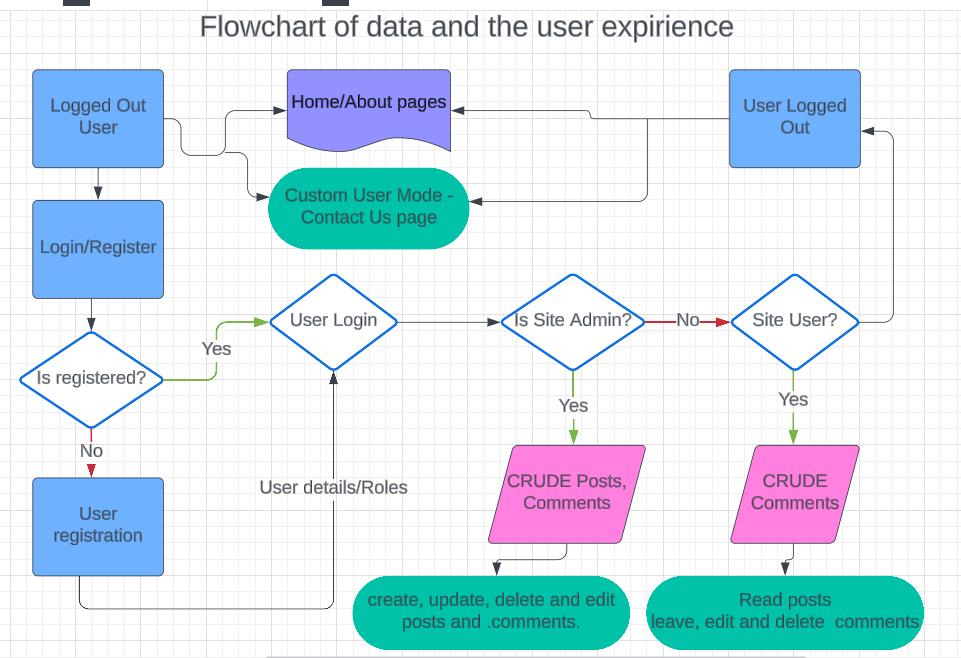 Flowchart of data and the user expirience
Logged Out
User
Home/About pages
User Logged
Out
Custom User Mode -
Contact Us page
Login/Register
User Login
Is Site Admin?
No
Site User?
Yes
Is registered?
Yes
Yes
No
CRUDE Posts,
Comments
CRUDE
Comments
User details/Roles
User
registration
create, update, delete and edit
posts and .comments.
Read posts
leave, edit and delete  comments